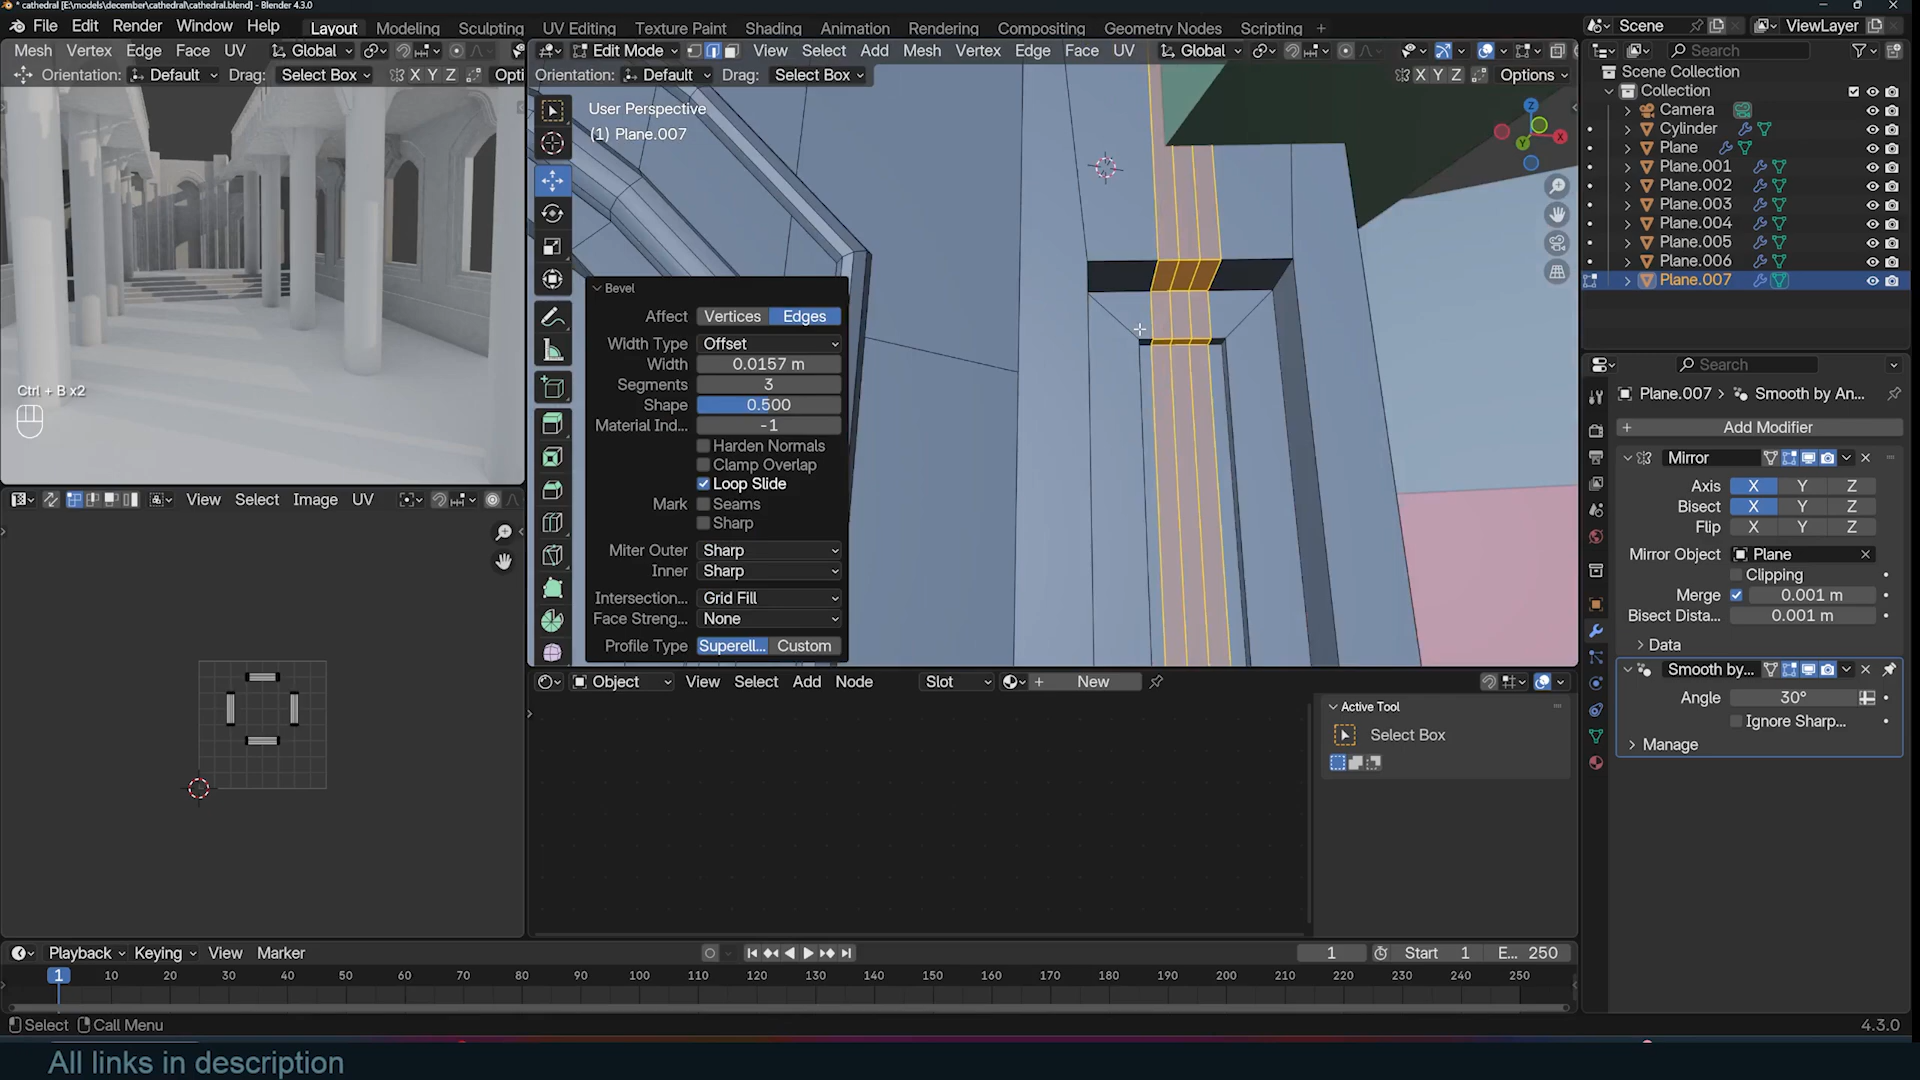 * cathedral [E:\models\december\cathedral\cathedral.blend] - Blender 4.3.0
File Edit Render Window Help Layout Modeling Sculpting UV Editing Texture Paint Shading Animation Rendering Compositing Geometry Nodes Scripting + Scene ViewLayer
Mesh Vertex Edge Face UV Global Edit Mode View Select Add Mesh Vertex Edge Face UV Global Search
Orientation: Default Drag: Select Box X Y Z Opti Orientation: Default Drag: Select Box X Y Z Options
Scene Collection
Collection
Camera
Cylinder
Plane
Plane.001
Plane.002
Plane.003
Plane.004
Plane.005
Plane.006
Plane.007
User Perspective
(1) Plane.007
Z
X
Y
Ctrl + B x2
Bevel
Affect Vertices Edges
Width Type Offset
Width 0.0157 m
Segments 3
Shape 0.500
Material Ind... -1
Harden Normals
Clamp Overlap
Loop Slide
Mark Seams
Sharp
Miter Outer Sharp
Inner Sharp
Intersection... Grid Fill
Face Streng... None
Profile Type Superell... Custom
Search
Plane.007 > Smooth by An...
+ Add Modifier
Mirror
Axis X Y Z
Bisect X Y Z
Flip X Y Z
Mirror Object Plane
Clipping
Merge 0.001 m
Bisect Dista... 0.001 m
Data
Smooth by...
Angle 30°
Ignore Sharp...
Manage
View Select Image UV
Object View Select Add Node Slot New
Active Tool
Select Box
Playback Keying View Marker 1 Start 1 E... 250
1 10 20 30 40 50 60 70 80 90 100 110 120 130 140 150 160 170 180 190 200 210 220 230 240 250
Select Call Menu 4.3.0
All links in description